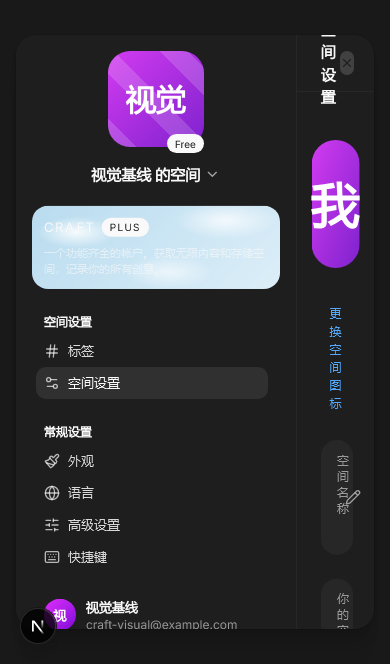 视觉
Free
视觉基线 的空间
CRAFT PLUS
一个功能齐全的帐户，获取无限内容和存储空
间，记录你的所有创意。
空间设置
标签
空间设置
常规设置
外观
语言
高级设置
快捷键
视
视觉基线
craft-visual@example.com
N
空间设置
我
更
换
空
间
图
标
空
间
名
称
你
的
空